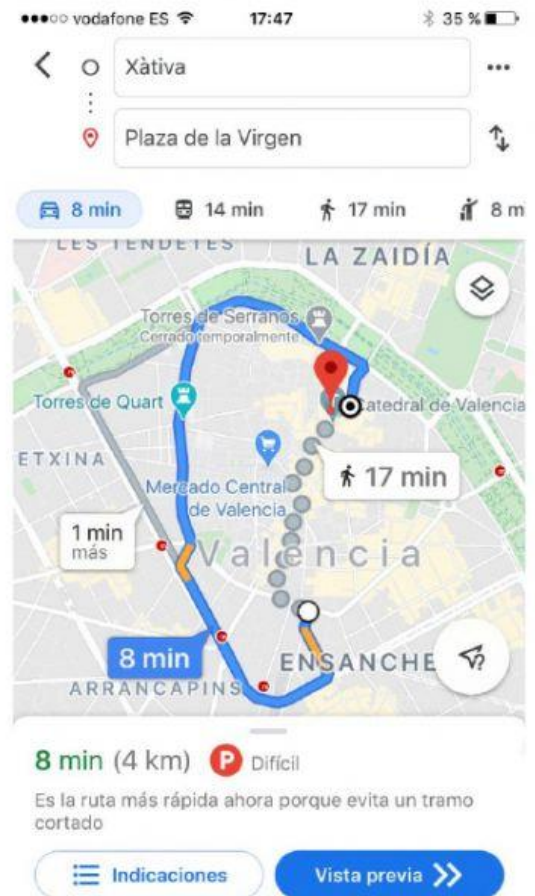 vodafone ES 17:47 35 %
Xàtiva
Plaza de la Virgen
8 min 14 min 17 min 8 m
LES TENDETES
LA ZAIDÍA
Torres de Serranos
Cerrado temporalmente
Torres de Quart
Catedral de Valencia
ETXINA
17 min
Mercado Central
de Valencia
1 min
más
Valencia
8 min
ENSANCHE
ARRANCAPINS
8 min (4 km) P Difícil
Es la ruta más rápida ahora porque evita un tramo
cortado
Indicaciones Vista previa